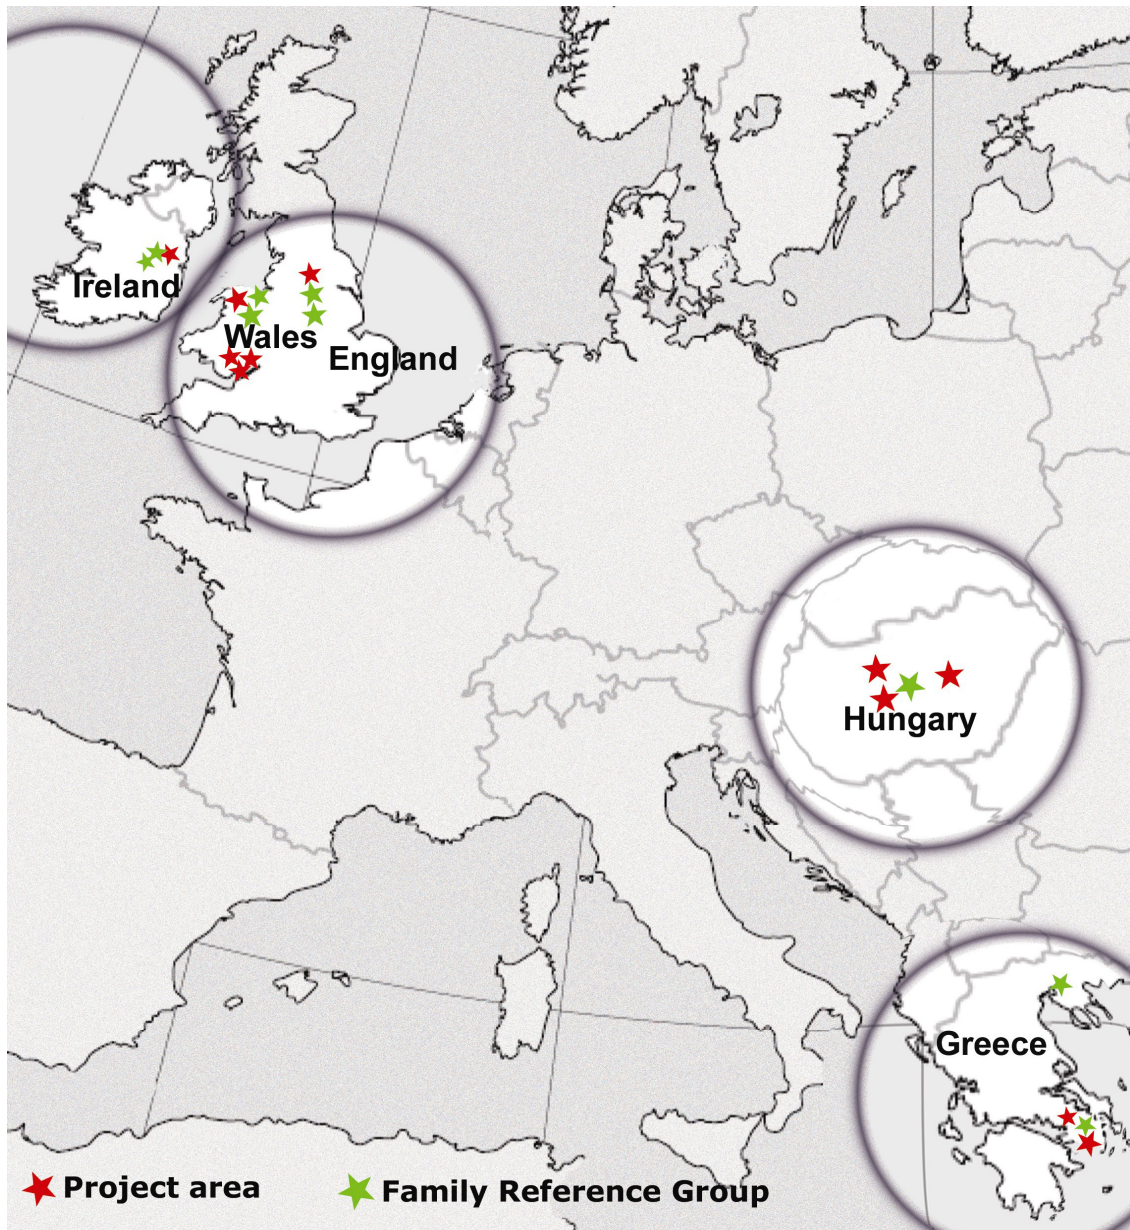 Ireland
Wales
England
Hungary
Greece
Project area
Family Reference Group